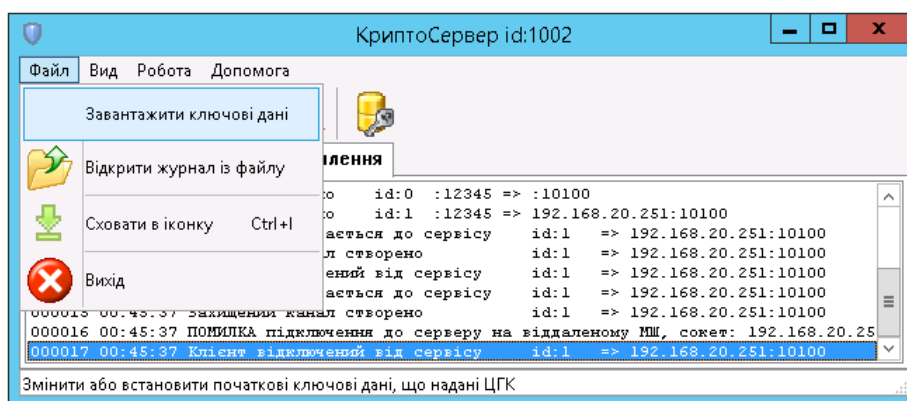 КриптоСервер id:1002
Файл Вид Робота Допомога
Завантажити ключові дані
Відкрити журнал із файлу
Сховати в іконку Ctrl+I
Вихід
лення
о id:0 :12345 => :10100
о id:1 :12345 => 192.168.20.251:10100
ається до сервісу id:1 => 192.168.20.251:10100
л створено id:1 => 192.168.20.251:10100
ений від сервісу id:1 => 192.168.20.251:10100
ається до сервісу id:1 => 192.168.20.251:10100
000015 00:45:37 Захищений канал створено id:1 => 192.168.20.251:10100
000016 00:45:37 ПОМИЛКА підключення до серверу на віддаленому МШ, сокет: 192.168.20.25
000017 00:45:37 Клієнт відключений від сервісу id:1 => 192.168.20.251:10100
Змінити або встановити початкові ключові дані, що надані ЦГК